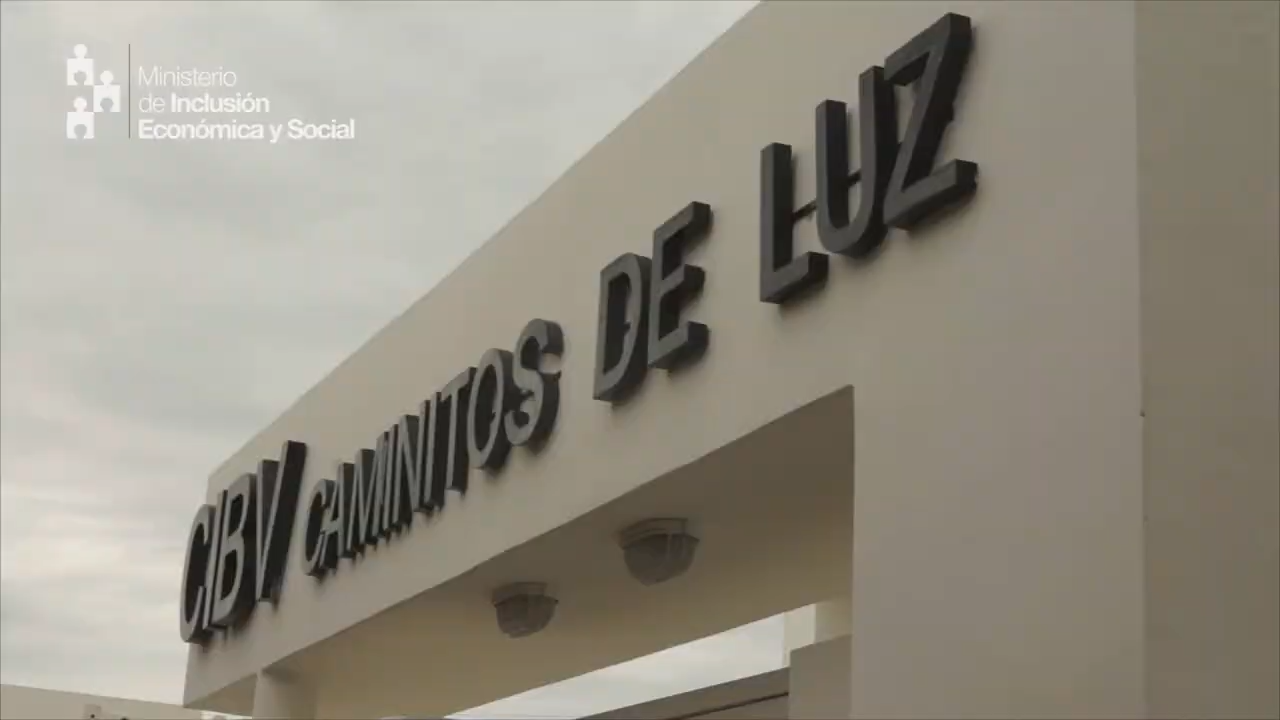 Ministerio
de Inclusión
Económica y Social
CIBV CAMINITOS DE LUZ